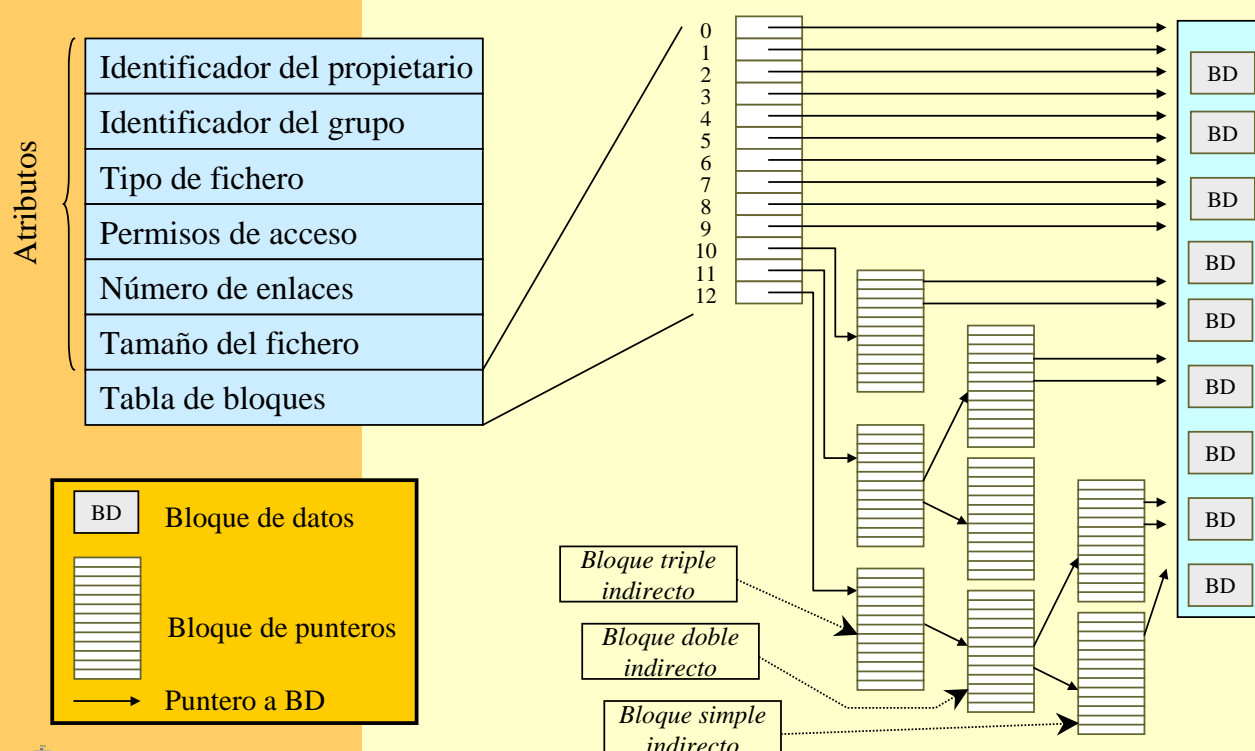 Atributos
Identificador del propietario
Identificador del grupo
Tipo de fichero
Permisos de acceso
Número de enlaces
Tamaño del fichero
Tabla de bloques
0
1
2
3
4
5
6
7
8
9
10
11
12
BD
BD
BD
BD
BD
BD
BD
BD
BD
BD
Bloque de datos
Bloque de punteros
Puntero a BD
Bloque triple
indirecto
Bloque doble
indirecto
Bloque simple
indirecto